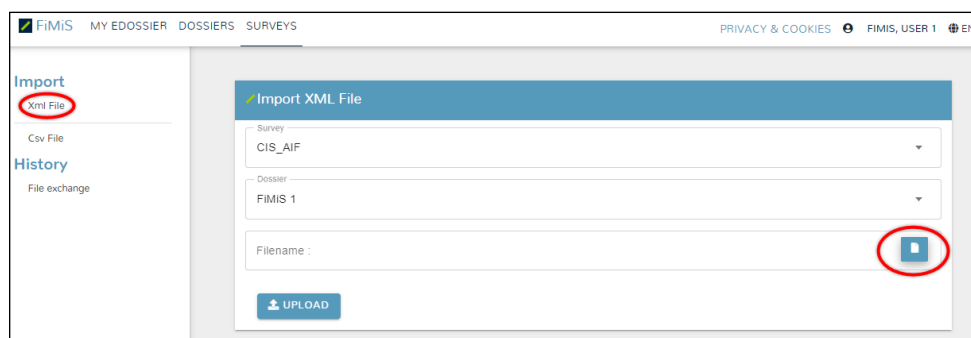 FiMiS MY EDOSSIER DOSSIERS SURVEYS PRIVACY & COOKIES FIMIS, USER 1 EN
Import
Xml File
Csv File
History
File exchange
Import XML File
Survey
CIS_AIF
Dossier
FiMiS 1
Filename :
UPLOAD